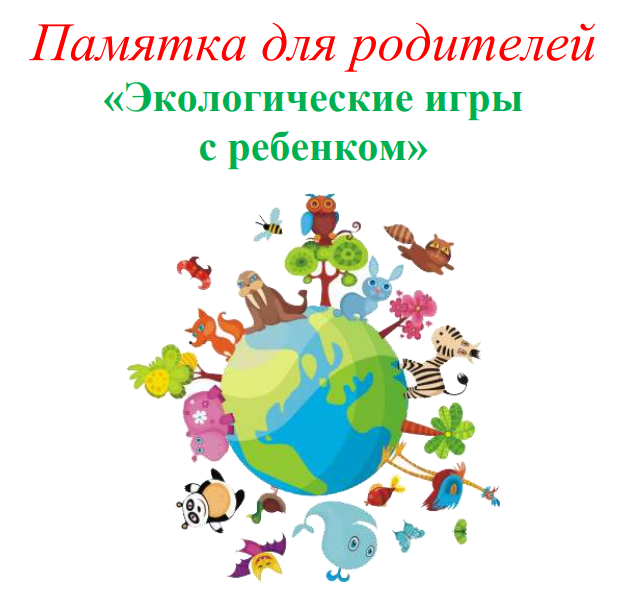 Памятка для родителей
«Экологические игры
с ребенком»